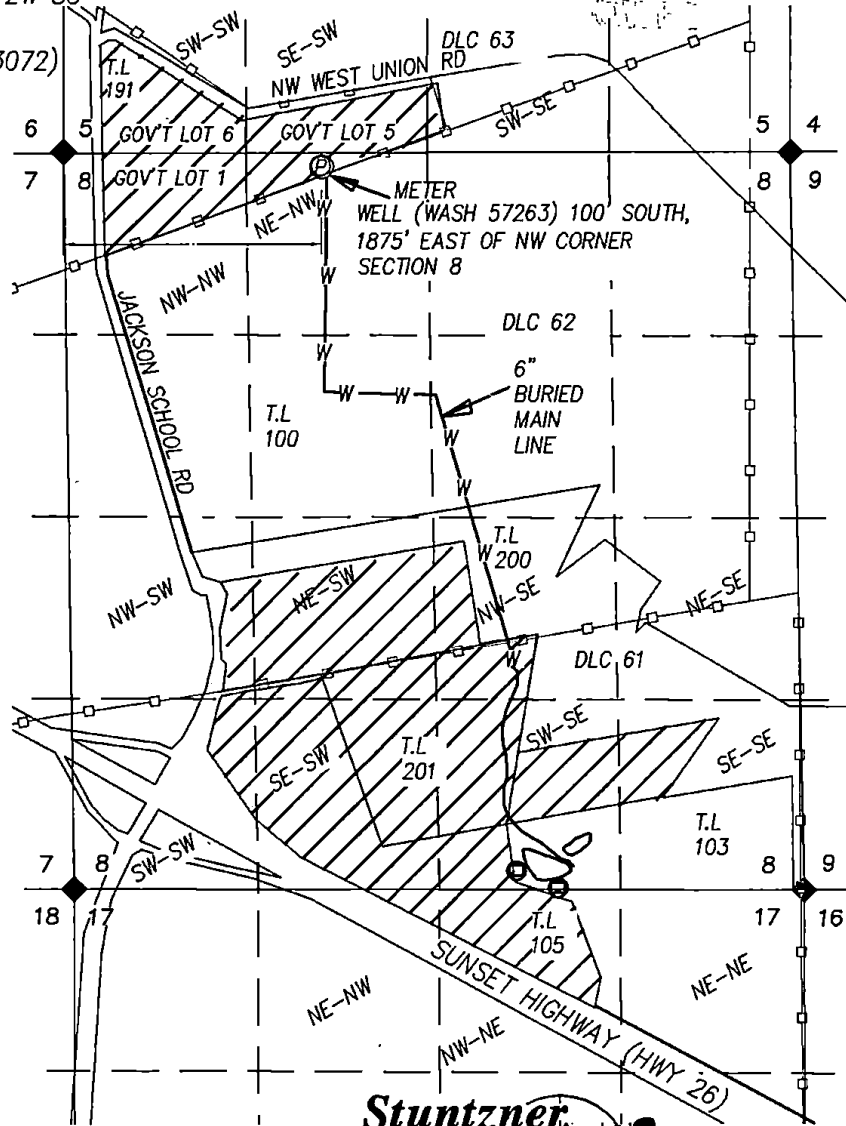 3072)
SW-SW
SE-SW
DLC 63
T.L
191
NW WEST UNION RD
SW-SE
6 5
5 4
GOV'T LOT 6
GOV'T LOT 5
7 8
8 9
GOV'T LOT 1
P
METER
WELL (WASH 57263) 100' SOUTH,
1875' EAST OF NW CORNER
SECTION 8
NE-NW
W
NW-NW
W
JACKSON SCHOOL RD
DLC 62
W
W W
6"
BURIED
MAIN
LINE
T.L
100
W
W
T.L
200
W
NW-SW
NE-SW
NW-SE
NE-SE
W
DLC 61
SE-SW
T.L
201
SW-SE
SE-SE
T.L
103
7 8
8 9
SW-SW
18 17
17 16
T.L
105
SUNSET HIGHWAY (HWY 26)
NE-NW
NW-NE
NE-NE
Stuntzner